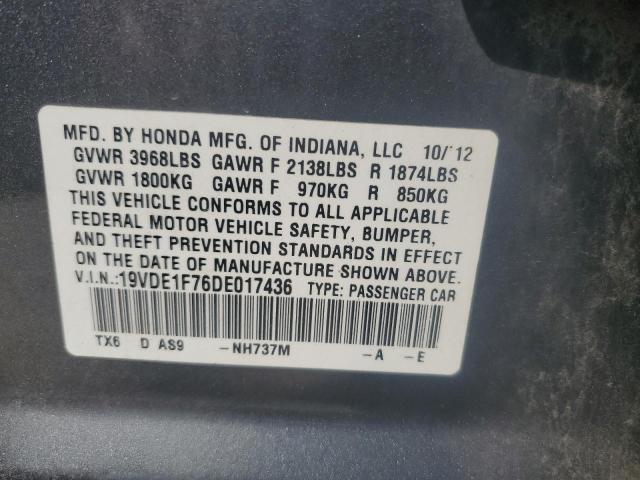 MFD. BY HONDA MFG. OF INDIANA, LLC 10/12
GVWR 3968LBS GAWR F 2138LBS R 1874LBS
GVWR 1800KG GAWR F 970KG R 850KG
THIS VEHICLE CONFORMS TO ALL APPLICABLE
FEDERAL MOTOR VEHICLE SAFETY, BUMPER,
AND THEFT PREVENTION STANDARDS IN EFFECT
ON THE DATE OF MANUFACTURE SHOWN ABOVE.
V.I.N.:19VDE1F76DE017436 TYPE: PASSENGER CAR
TX6 D AS9 -NH737M -A -E